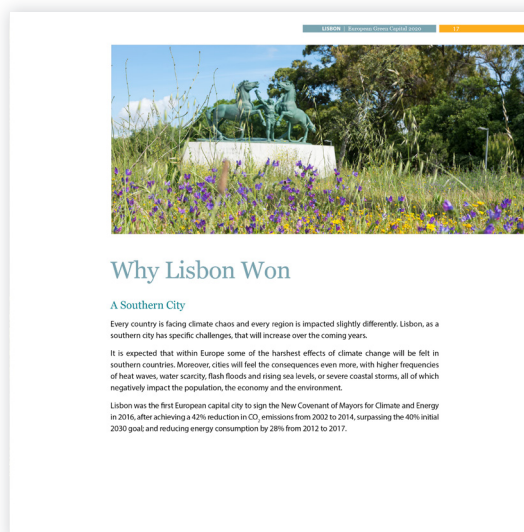 LISBON | European Green Capital 2020 17
Why Lisbon Won
A Southern City
Every country is facing climate chaos and every region is impacted slightly differently. Lisbon, as a
southern city has specific challenges, that will increase over the coming years.
It is expected that within Europe some of the harshest effects of climate change will be felt in
southern countries. Moreover, cities will feel the consequences even more, with higher frequencies
of heat waves, water scarcity, flash floods and rising sea levels, or severe coastal storms, all of which
negatively impact the population, the economy and the environment.
Lisbon was the first European capital city to sign the New Covenant of Mayors for Climate and Energy
in 2016, after achieving a 42% reduction in CO2 emissions from 2002 to 2014, surpassing the 40% initial
2030 goal; and reducing energy consumption by 28% from 2012 to 2017.